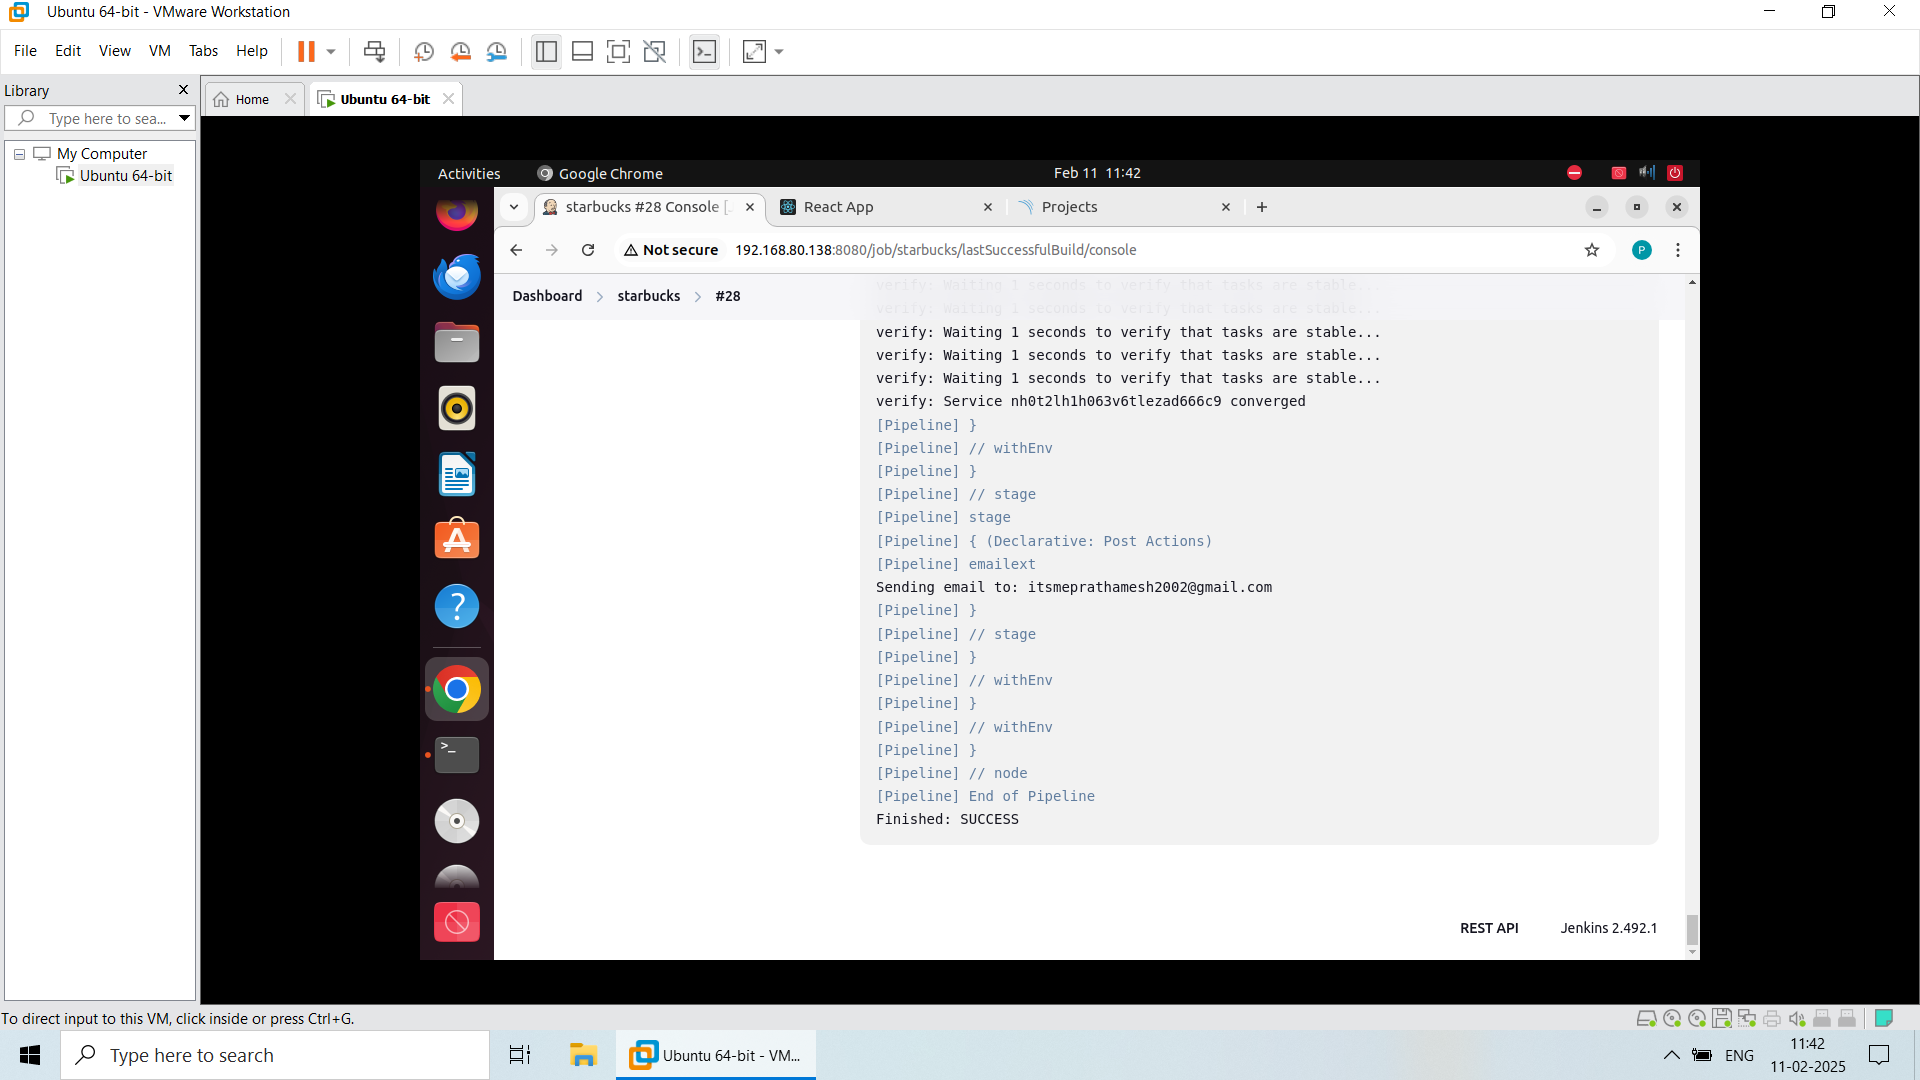 Ubuntu 64-bit - VMware Workstation
File Edit View VM Tabs Help
Library
Type here to sea...
My Computer
Ubuntu 64-bit
Home
Ubuntu 64-bit
Activities
Google Chrome
Feb 11 11:42
starbucks #28 Console [J
React App
Projects
Not secure
192.168.80.138:8080/job/starbucks/lastSuccessfulBuild/console
Dashboard
starbucks
#28
verify: Waiting 1 seconds to verify that tasks are stable...
verify: Waiting 1 seconds to verify that tasks are stable...
verify: Waiting 1 seconds to verify that tasks are stable...
verify: Waiting 1 seconds to verify that tasks are stable...
verify: Waiting 1 seconds to verify that tasks are stable...
verify: Service nh0t2lh1h063v6tlezad666c9 converged
[Pipeline] }
[Pipeline] // withEnv
[Pipeline] }
[Pipeline] // stage
[Pipeline] stage
[Pipeline] { (Declarative: Post Actions)
[Pipeline] emailext
Sending email to: itsmeprathamesh2002@gmail.com
[Pipeline] }
[Pipeline] // stage
[Pipeline] }
[Pipeline] // withEnv
[Pipeline] }
[Pipeline] // withEnv
[Pipeline] }
[Pipeline] // node
[Pipeline] End of Pipeline
Finished: SUCCESS
REST API
Jenkins 2.492.1
P
To direct input to this VM, click inside or press Ctrl+G.
Type here to search
Ubuntu 64-bit - VM...
ENG
11:42
11-02-2025